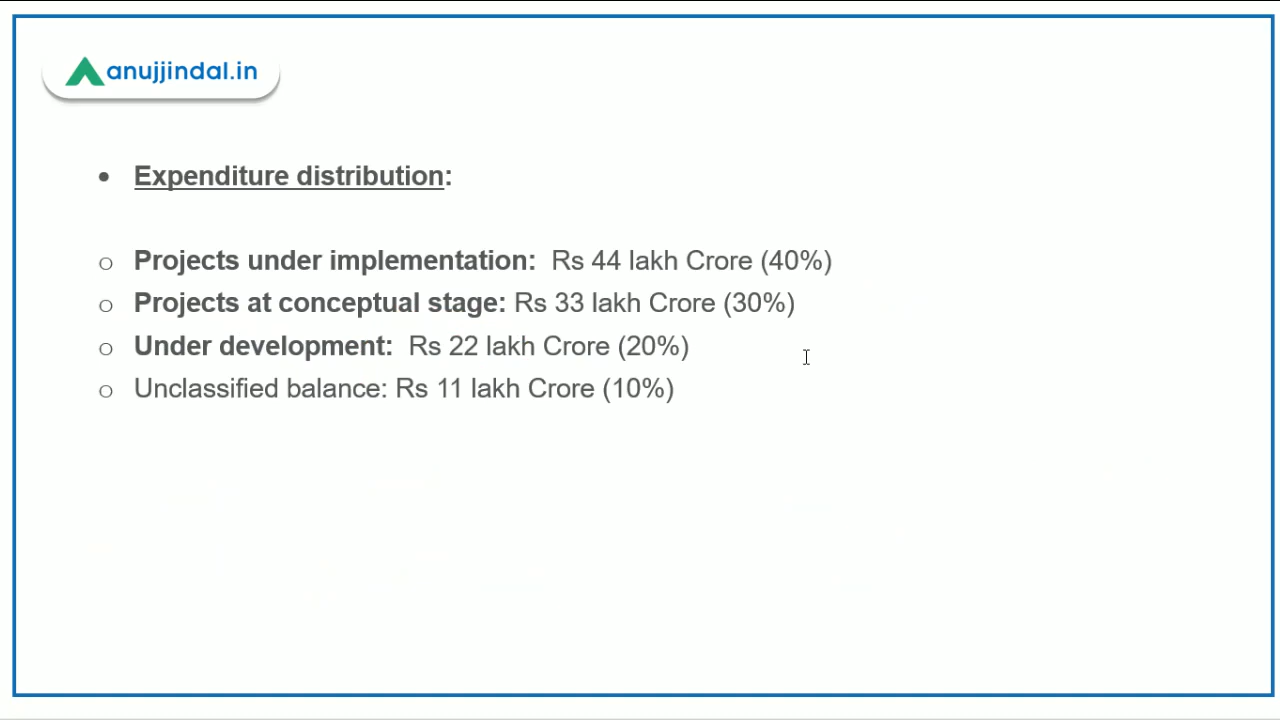 anujjindal.in
• Expenditure distribution:
o Projects under implementation: Rs 44 lakh Crore (40%)
o Projects at conceptual stage: Rs 33 lakh Crore (30%)
o Under development: Rs 22 lakh Crore (20%)
o Unclassified balance: Rs 11 lakh Crore (10%)